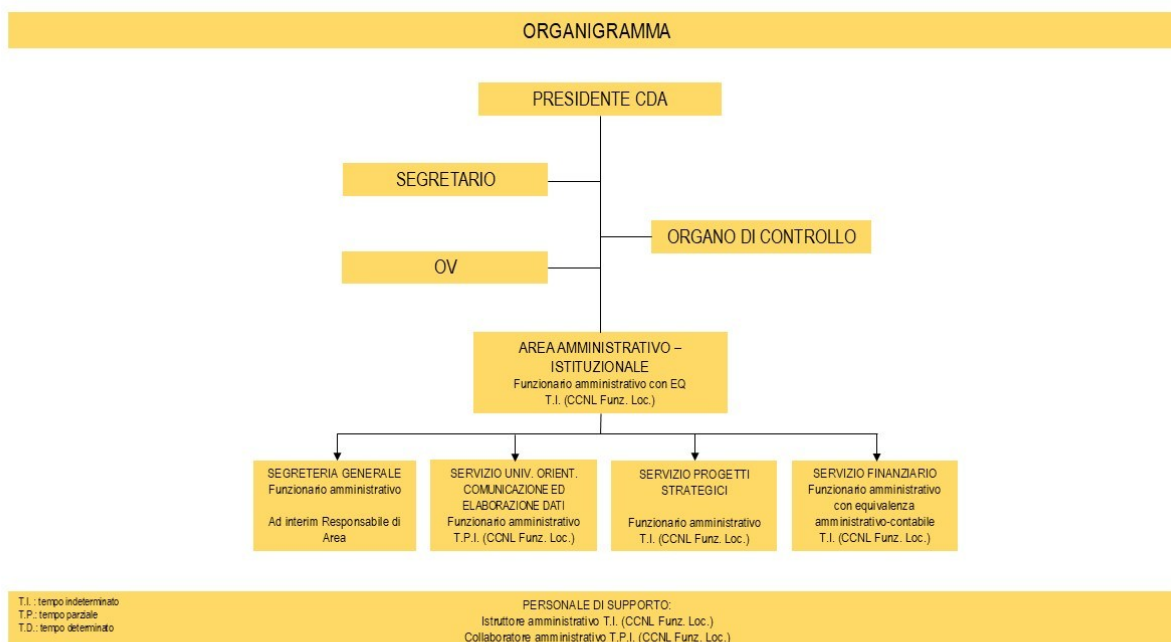 ORGANIGRAMMA
PRESIDENTE CDA
SEGRETARIO
ORGANO DI CONTROLLO
OV
AREA AMMINISTRATIVO –
ISTITUZIONALE
Funzionario amministrativo con EQ
T.I. (CCNL Funz. Loc.)
SEGRETERIA GENERALE
Funzionario amministrativo
Ad interim Responsabile di
Area
SERVIZIO UNIV. ORIENT.
COMUNICAZIONE ED
ELABORAZIONE DATI
Funzionario amministrativo
T.P.I. (CCNL Funz. Loc.)
SERVIZIO PROGETTI
STRATEGICI
Funzionario amministrativo
T.I. (CCNL Funz. Loc.)
SERVIZIO FINANZIARIO
Funzionario amministrativo
con equivalenza
amministrativo-contabile
T.I. (CCNL Funz. Loc.)
T.I. : tempo indeterminato
T.P.: tempo parziale
T.D.: tempo determinato
PERSONALE DI SUPPORTO:
Istruttore amministrativo T.I. (CCNL Funz. Loc.)
Collaboratore amministrativo T.P.I. (CCNL Funz. Loc.)